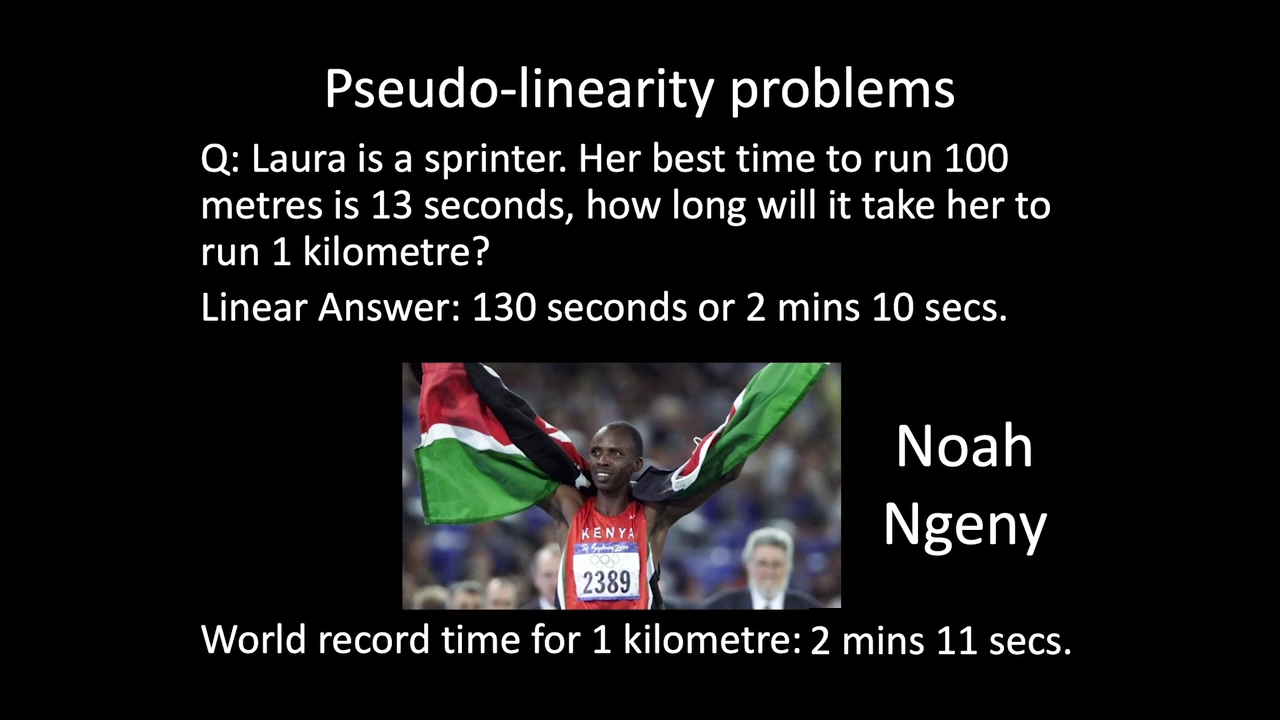 Pseudo-linearity problems
Q: Laura is a sprinter. Her best time to run 100
metres is 13 seconds, how long will it take her to
run 1 kilometre?
Linear Answer: 130 seconds or 2 mins 10 secs.
KENYA
Sydney 2000
2389
Noah
Ngeny
World record time for 1 kilometre: 2 mins 11 secs.